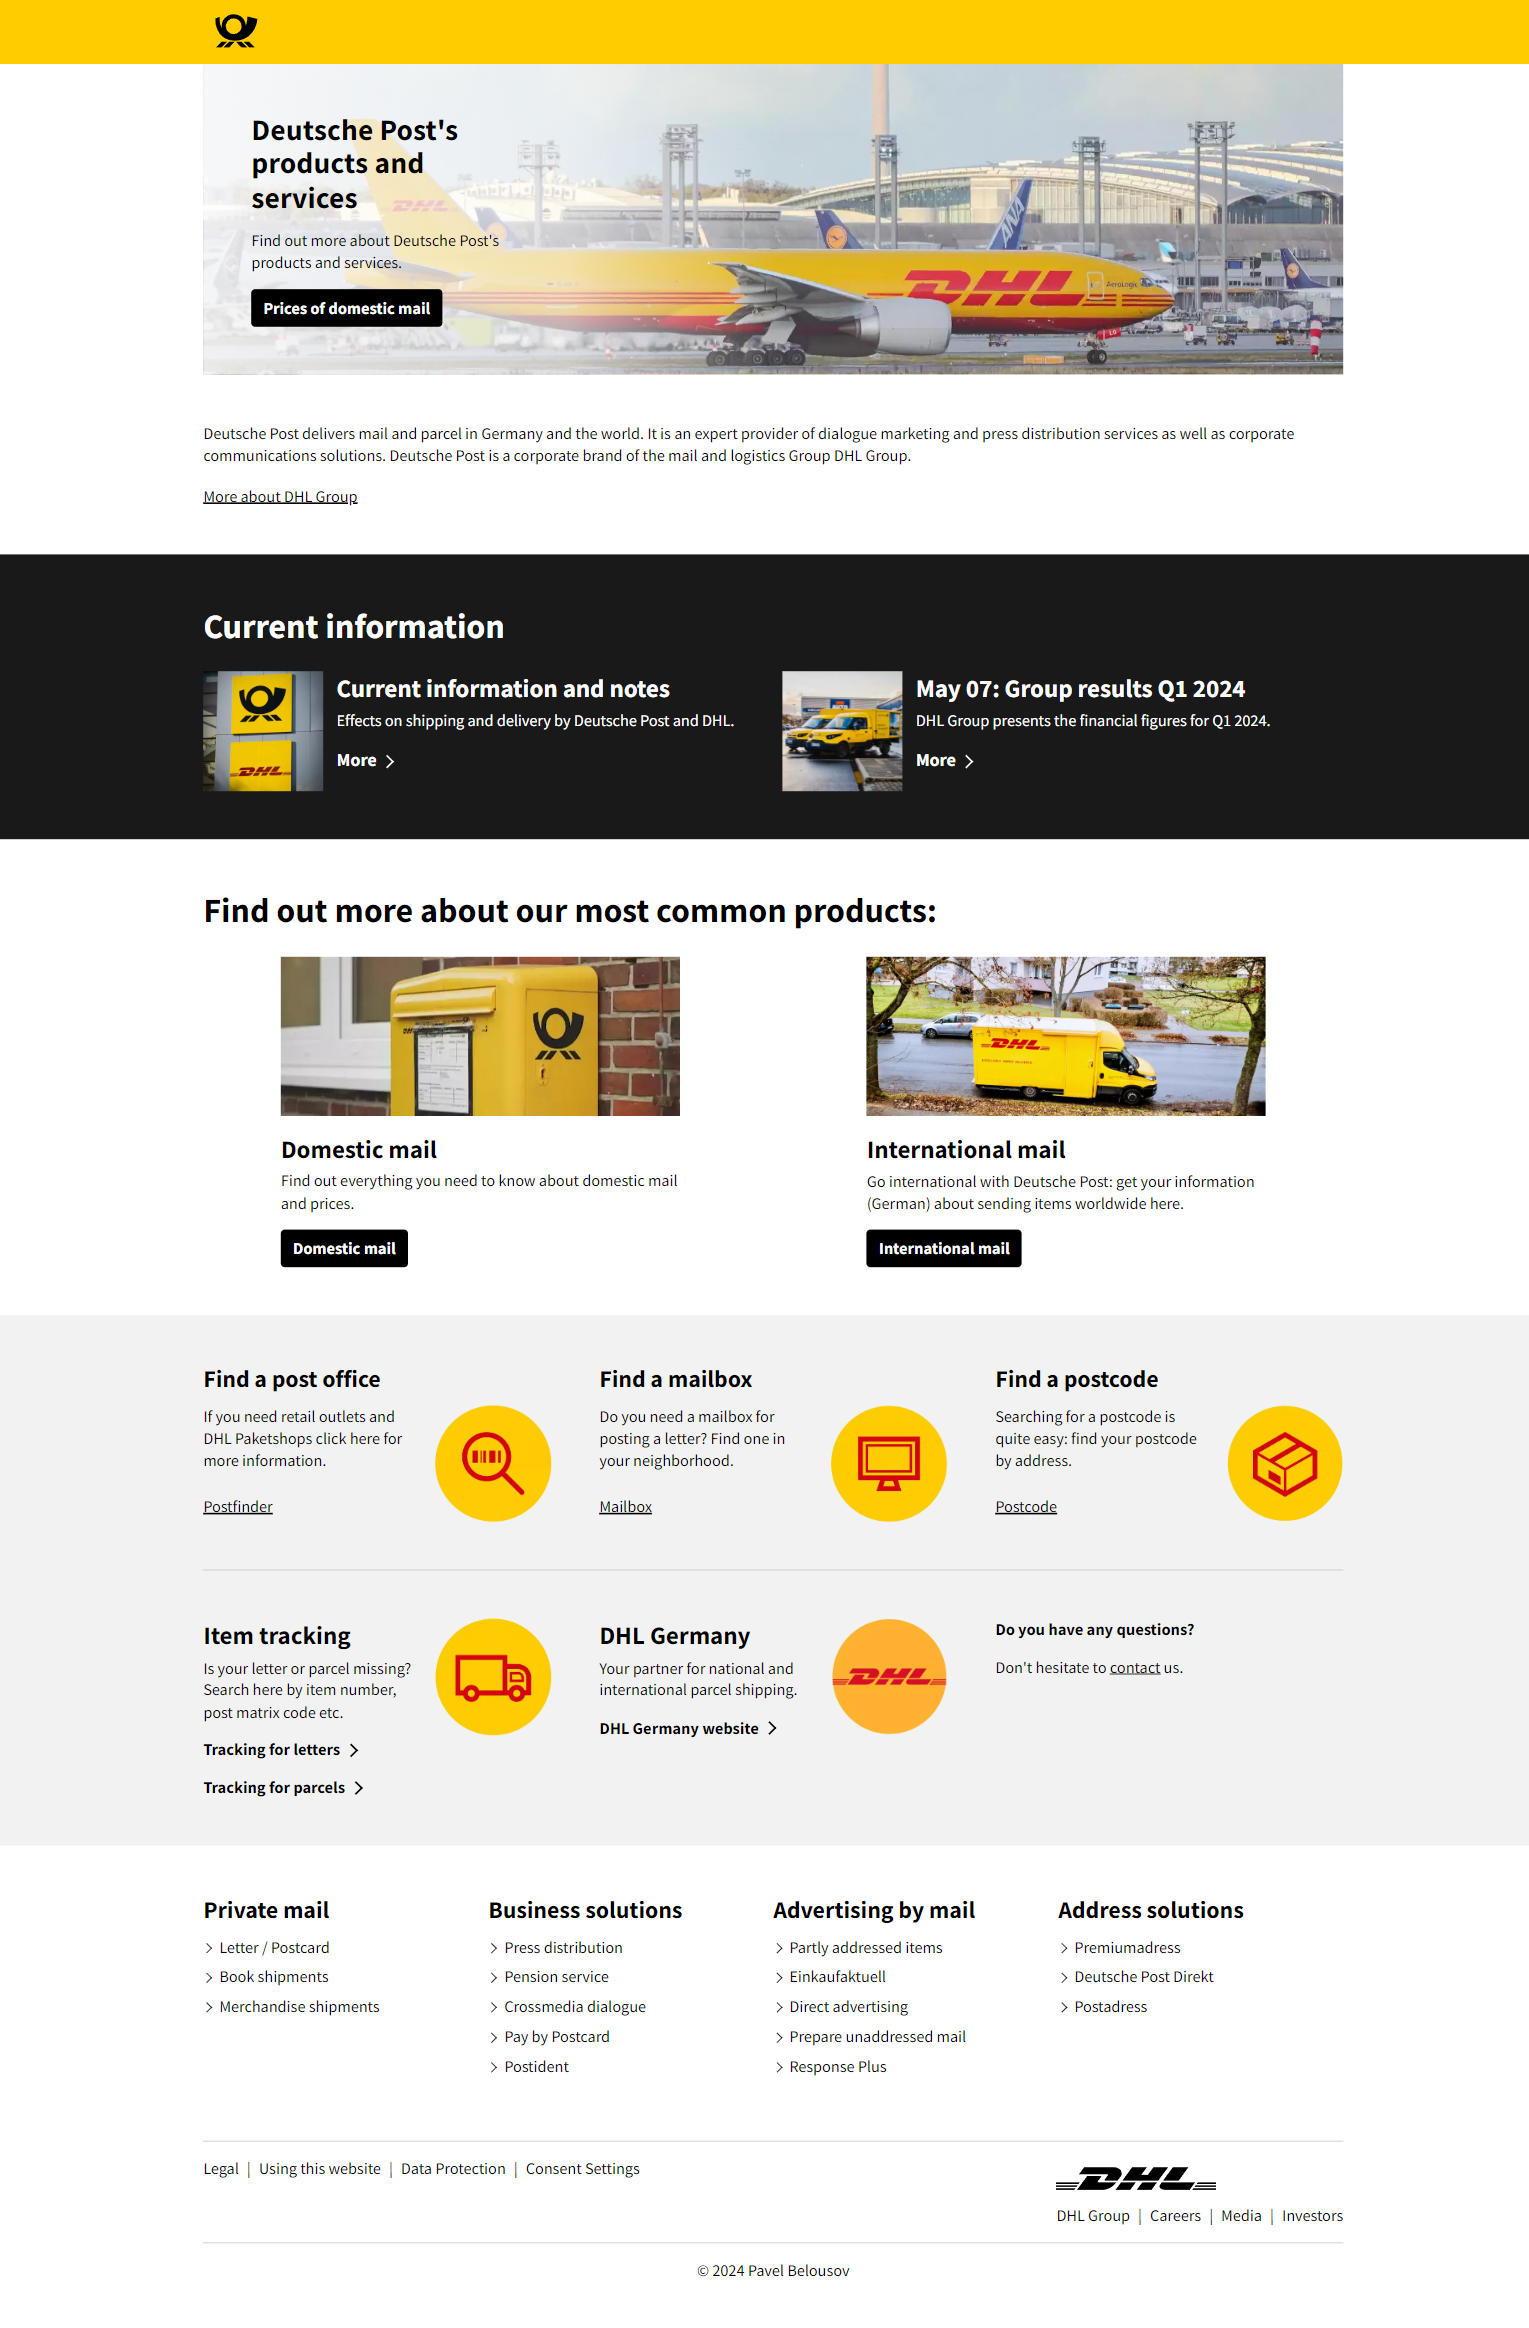 Deutsche Post's
products and
services
Find out more about Deutsche Post's
products and services.
Prices of domestic mail
DHL
DHL
AeroLogic
ANA
LG
Deutsche Post delivers mail and parcel in Germany and the world. It is an expert provider of dialogue marketing and press distribution services as well as corporate
communications solutions. Deutsche Post is a corporate brand of the mail and logistics Group DHL Group.
More about DHL Group
Current information
DHL
Current information and notes
Effects on shipping and delivery by Deutsche Post and DHL.
More
May 07: Group results Q1 2024
DHL Group presents the financial figures for Q1 2024.
More
Find out more about our most common products:
DHL
Domestic mail
Find out everything you need to know about domestic mail
and prices.
Domestic mail
International mail
Go international with Deutsche Post: get your information
(German) about sending items worldwide here.
International mail
Find a post office
If you need retail outlets and
DHL Paketshops click here for
more information.
Postfinder
Find a mailbox
Do you need a mailbox for
posting a letter? Find one in
your neighborhood.
Mailbox
Find a postcode
Searching for a postcode is
quite easy: find your postcode
by address.
Postcode
Item tracking
Is your letter or parcel missing?
Search here by item number,
post matrix code etc.
Tracking for letters
Tracking for parcels
DHL Germany
Your partner for national and
international parcel shipping.
DHL Germany website
DHL
Do you have any questions?
Don't hesitate to contact us.
Private mail
Letter / Postcard
Book shipments
Merchandise shipments
Business solutions
Press distribution
Pension service
Crossmedia dialogue
Pay by Postcard
Postident
Advertising by mail
Partly addressed items
Einkaufaktuell
Direct advertising
Prepare unaddressed mail
Response Plus
Address solutions
Premiumadress
Deutsche Post Direkt
Postadress
Legal | Using this website | Data Protection | Consent Settings
DHL
DHL Group | Careers | Media | Investors
© 2024 Pavel Belousov